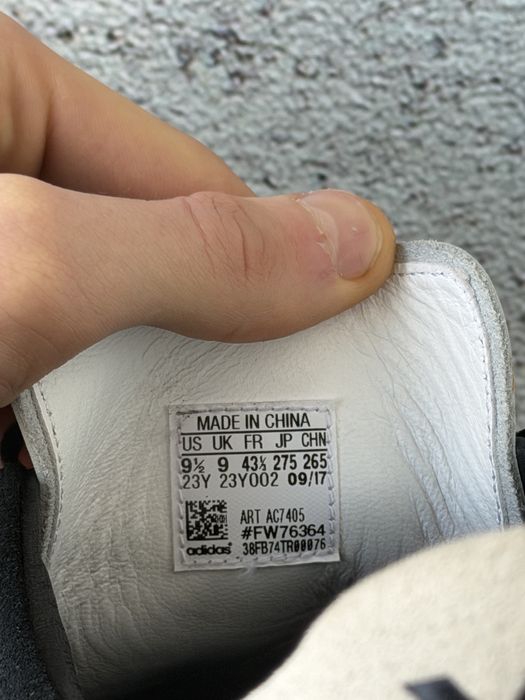 MADE IN CHINA
US UK FR JP CHN
9½ 9 43⅓ 275 265
23Y 23Y002 09/17
ART AC7405
#FW76364
adidas 38FB74TR00076